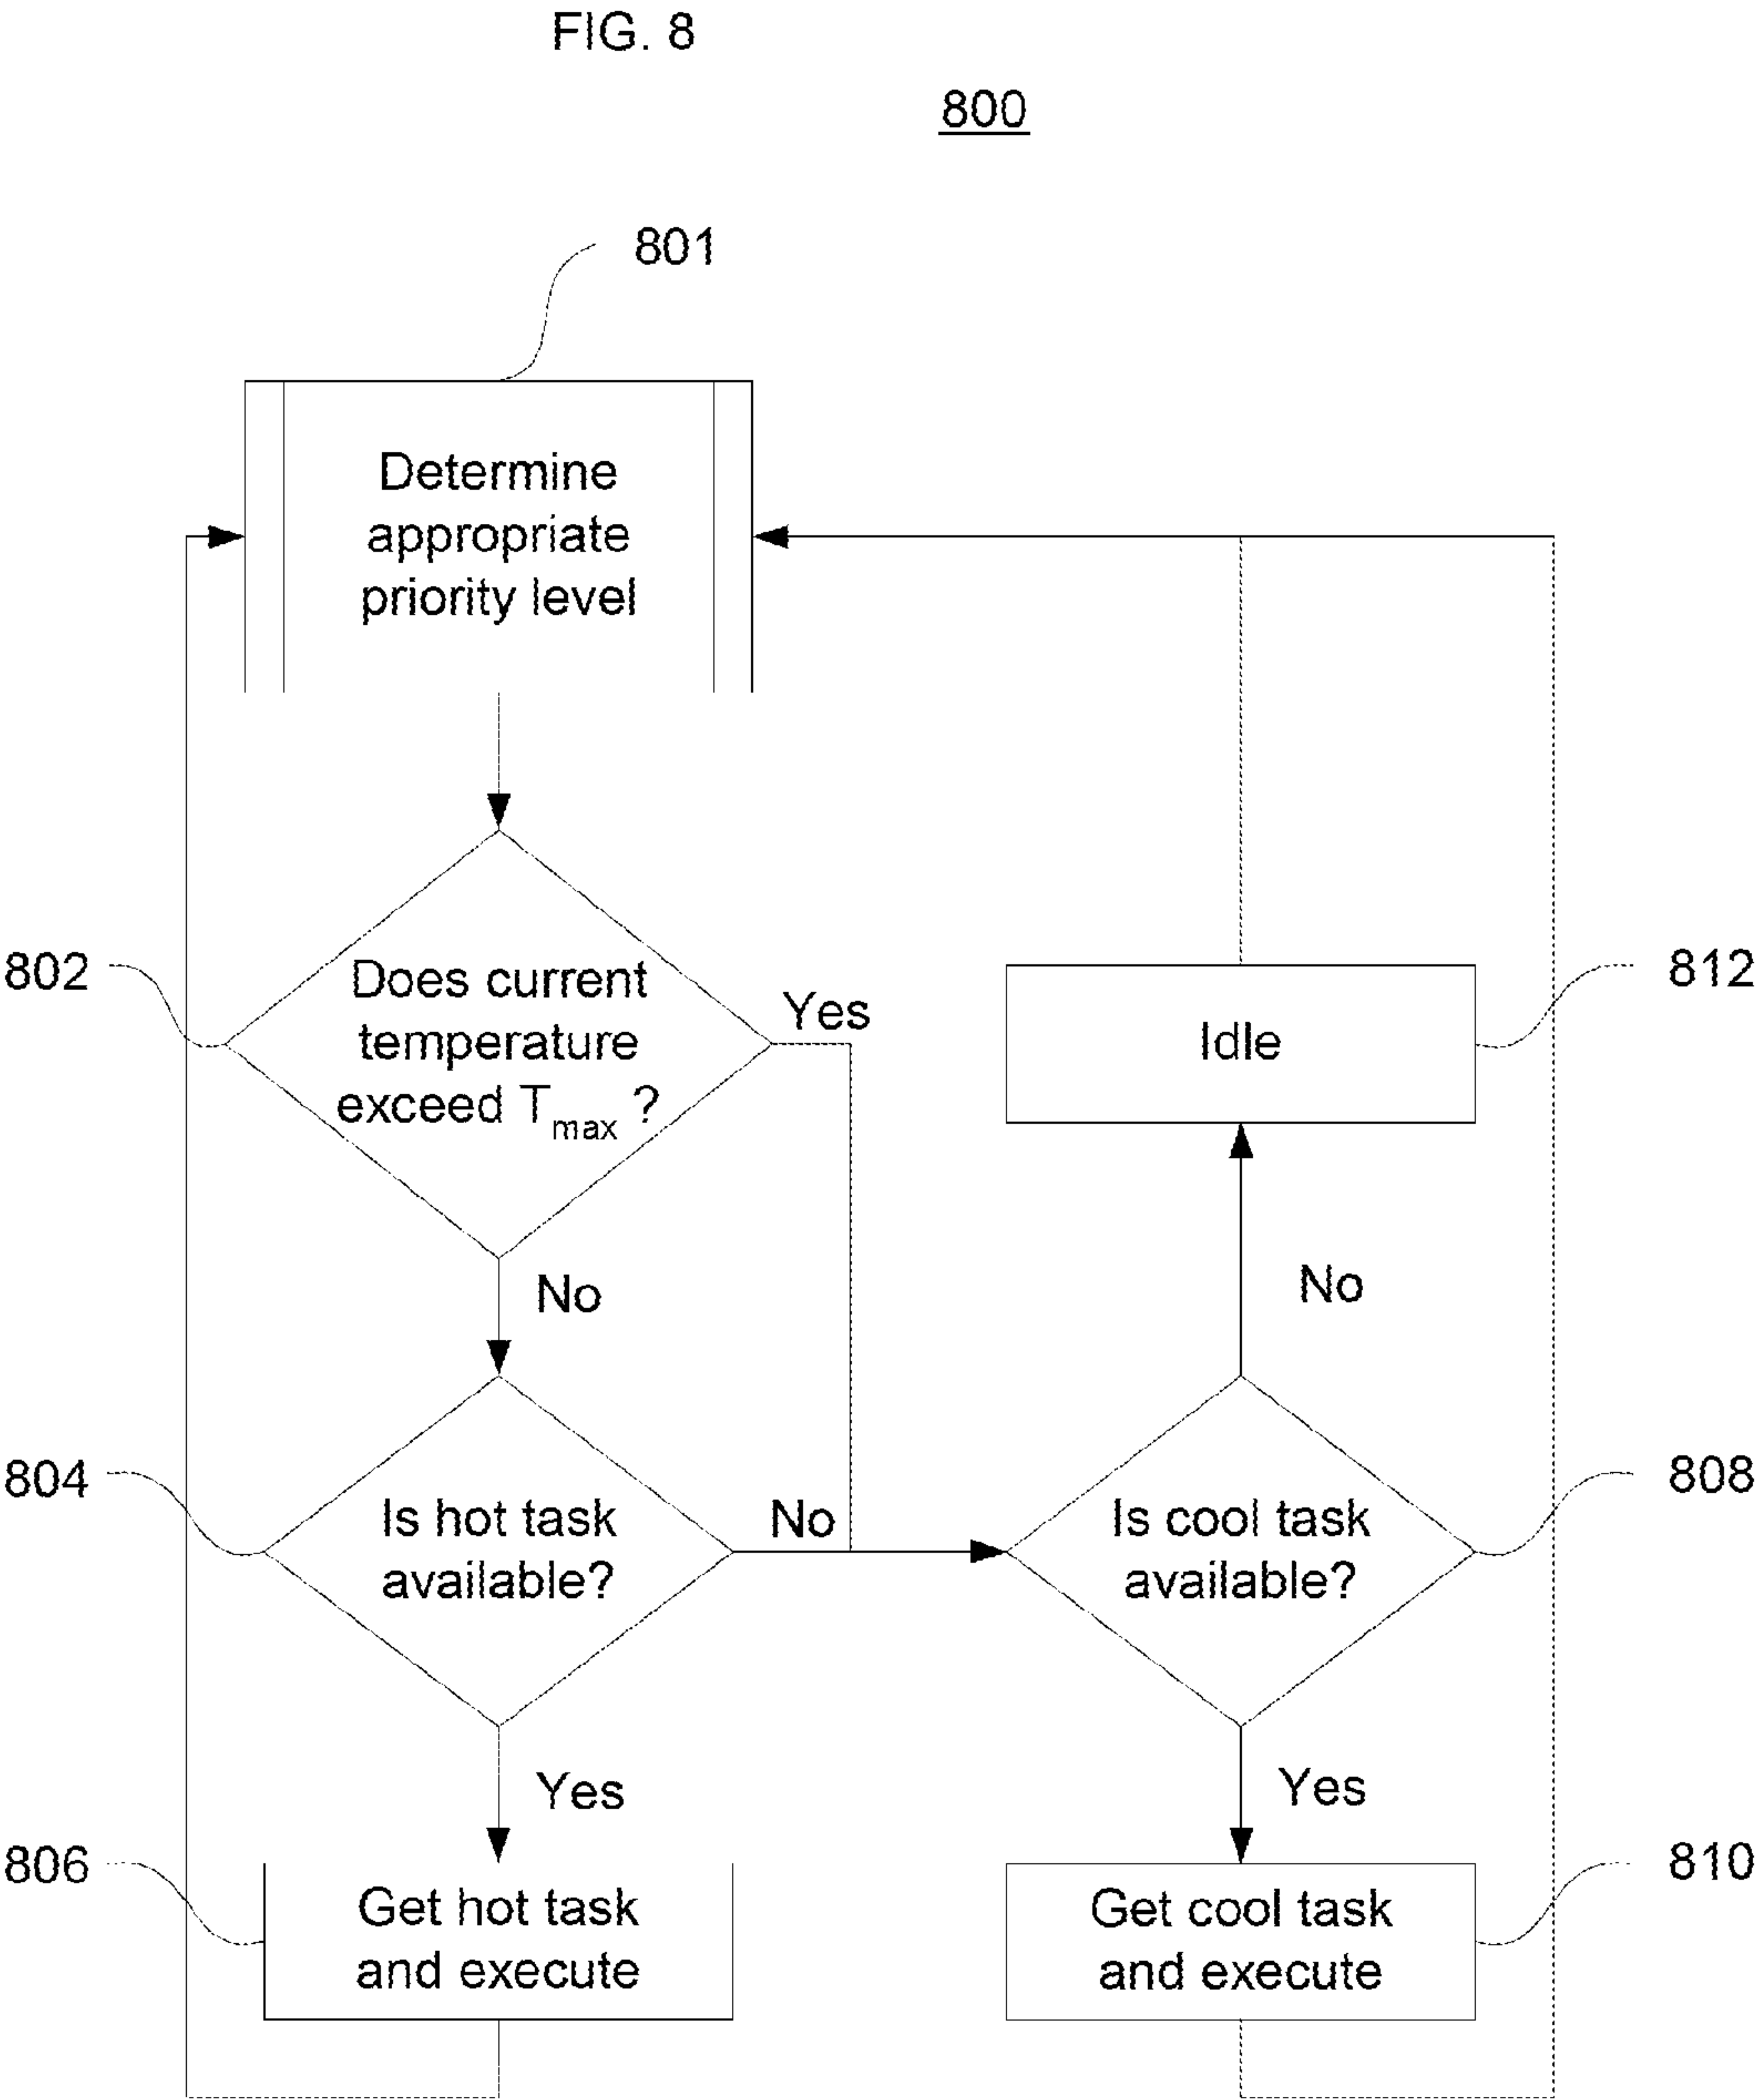 FIG. 8
800
801
Determine
appropriate
priority level
802
Does current
temperature
exceed Tmax ?
Yes
812
Idle
No
No
804
Is hot task
available?
No
808
Is cool task
available?
Yes
Yes
806
Get hot task
and execute
810
Get cool task
and execute